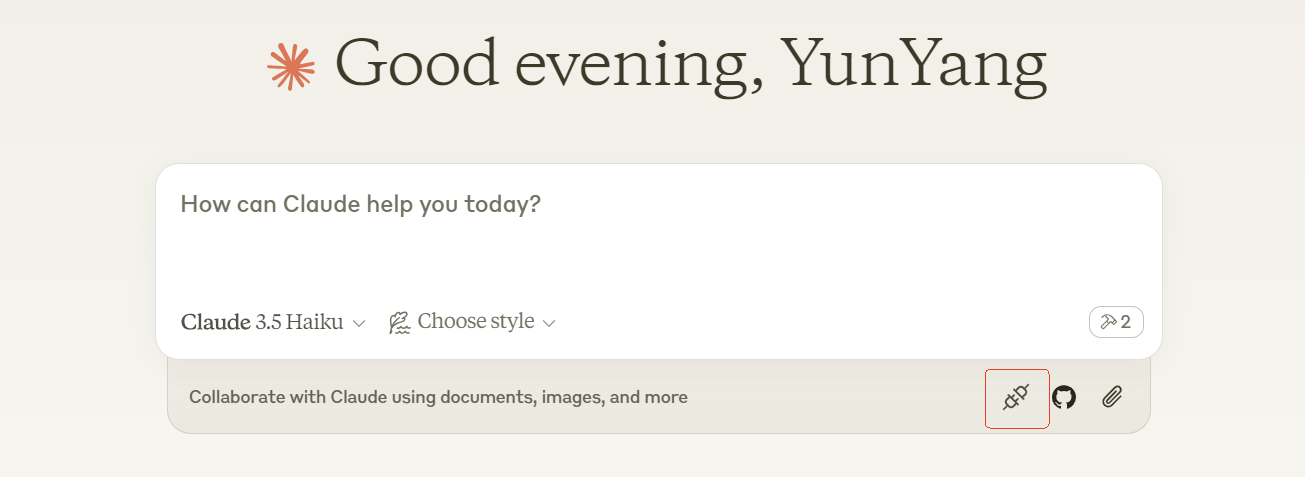 Good evening, YunYang
How can Claude help you today?
Claude 3.5 Haiku
Choose style
2
Collaborate with Claude using documents, images, and more